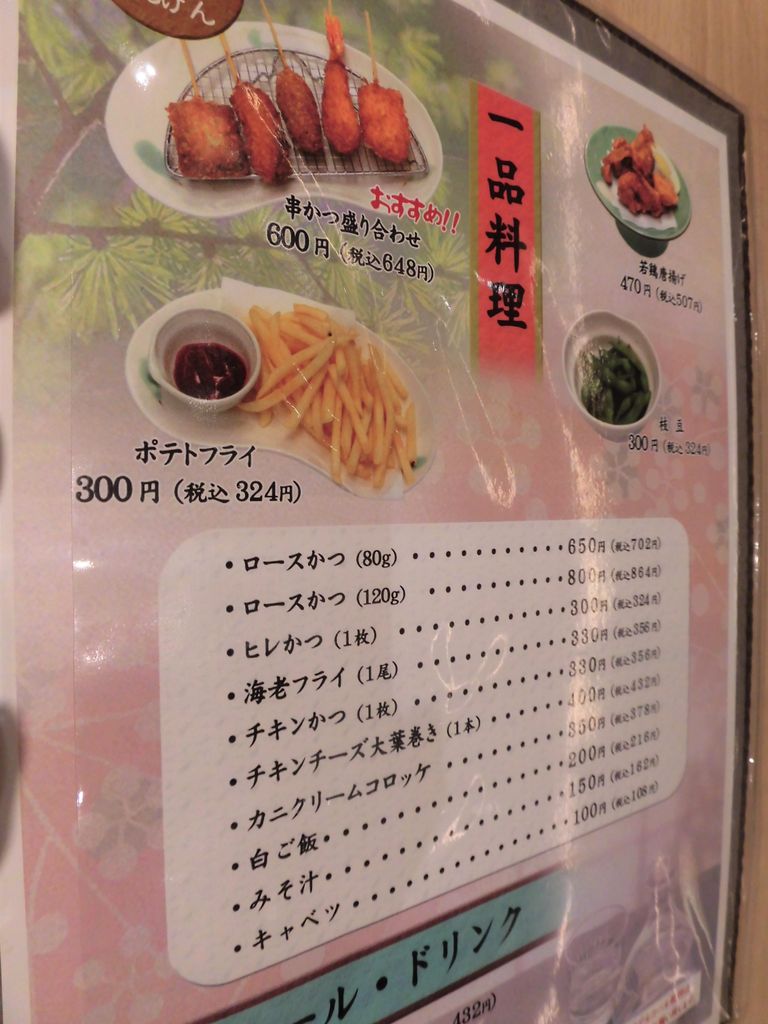 げん
一品料理
おすすめ!!
串かつ盛り合わせ
600円 (税込648円)
若鶏唐揚げ
470円 (税込507円)
ポテトフライ
300円 (税込 324円)
枝豆
300円 (税込 324円)
・ロースかつ (80g) ・・・・・・・・・・650円 (税込702円)
・ロースかつ (120g) ・・・・・・・・・・800円 (税込864円)
・ヒレかつ (1枚) ・・・・・・・・・・300円 (税込324円)
・海老フライ (1尾) ・・・・・・・・・・330円 (税込356円)
・チキンかつ (1枚) ・・・・・・・・・・330円 (税込356円)
・チキンチーズ大葉巻き (1本) ・・・・・400円 (税込432円)
・カニクリームコロッケ ・・・・・・・・350円 (税込378円)
・白ご飯・・・・・・・・・・・・・200円 (税込216円)
・みそ汁・・・・・・・・・・・・・150円 (税込162円)
・キャベツ・・・・・・・・・・・・100円 (税込108円)
ール・ドリンク
432円)